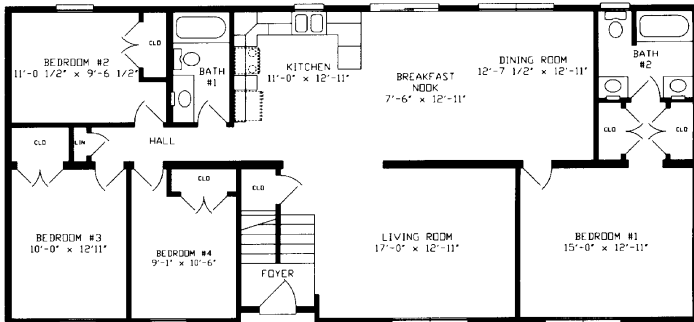 BEDROOM #2
11'-0 1/2" x 9'-6 1/2"
CLO
BATH
#1
KITCHEN
11'-0" x 12'-11"
BREAKFAST
NOOK
7'-6" x 12'-11"
DINING ROOM
12'-7 1/2" x 12'-11"
BATH
#2
CLO
CLO
CLO
LIN
HALL
CLO
CLO
BEDROOM #3
10'-0" x 12'11"
BEDROOM #4
9'-1" x 10'-6"
FOYER
LIVING ROOM
17'-0" x 12'-11"
BEDROOM #1
15'-0" x 12'-11"